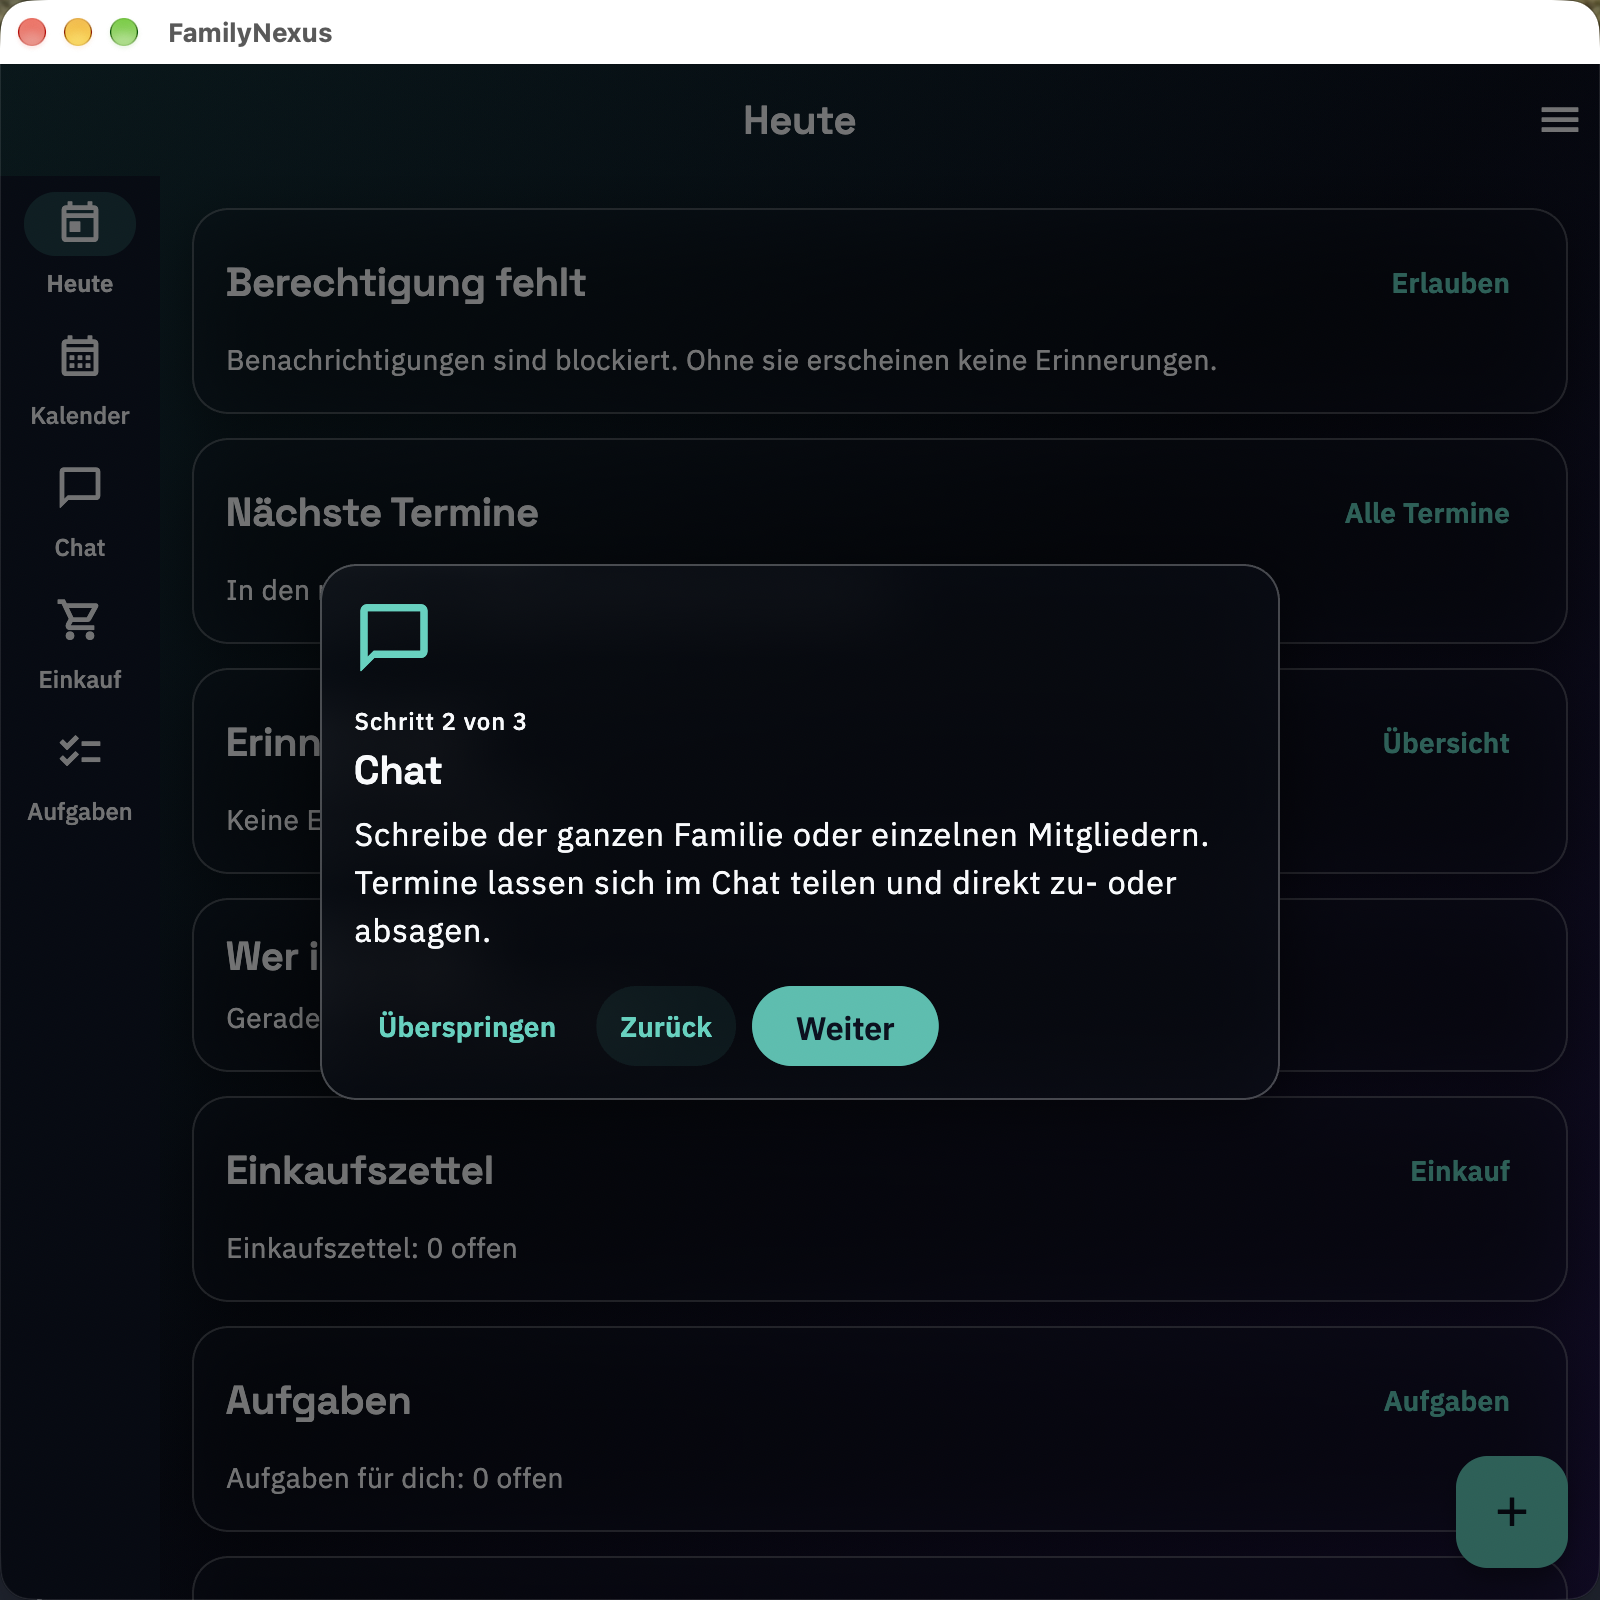 FamilyNexus
Heute
Heute
Kalender
Chat
Einkauf
Aufgaben
Berechtigung fehlt
Erlauben
Benachrichtigungen sind blockiert. Ohne sie erscheinen keine Erinnerungen.
Nächste Termine
Alle Termine
In den
Erinn
Übersicht
Keine E
Wer i
Gerade
Schritt 2 von 3
Chat
Schreibe der ganzen Familie oder einzelnen Mitgliedern.
Termine lassen sich im Chat teilen und direkt zu- oder
absagen.
Überspringen
Zurück
Weiter
Einkaufszettel
Einkauf
Einkaufszettel: 0 offen
Aufgaben
Aufgaben
Aufgaben für dich: 0 offen